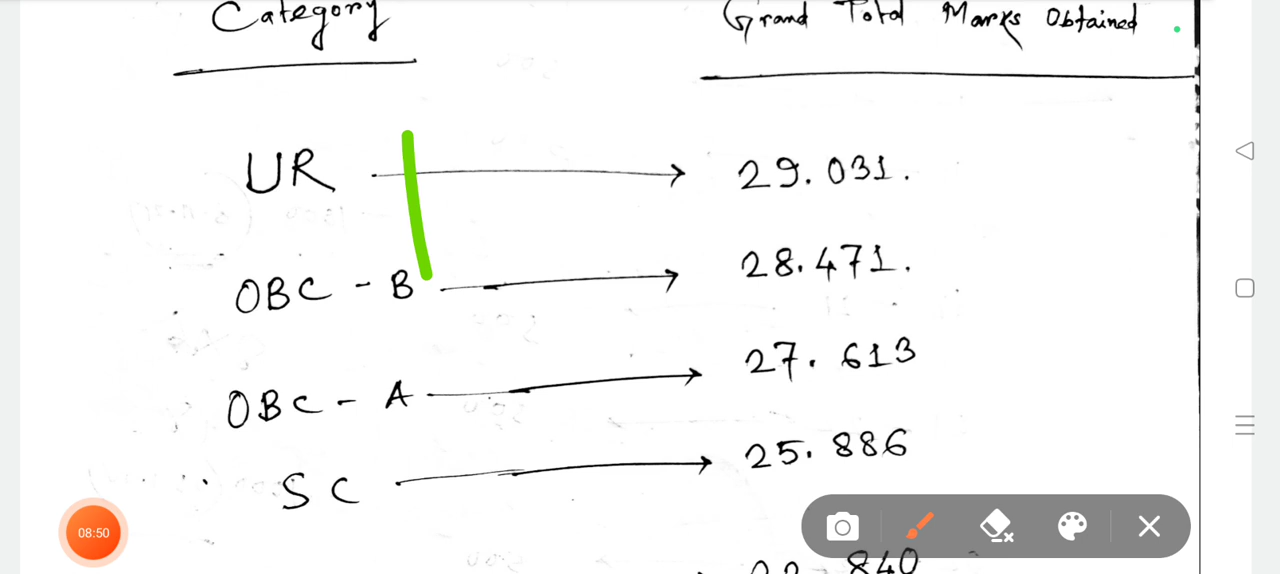 Category Grand Total Marks Obtained
UR → 29.031.
OBC - B → 28.471.
OBC - A → 27.613
SC → 25.886
840
08:50